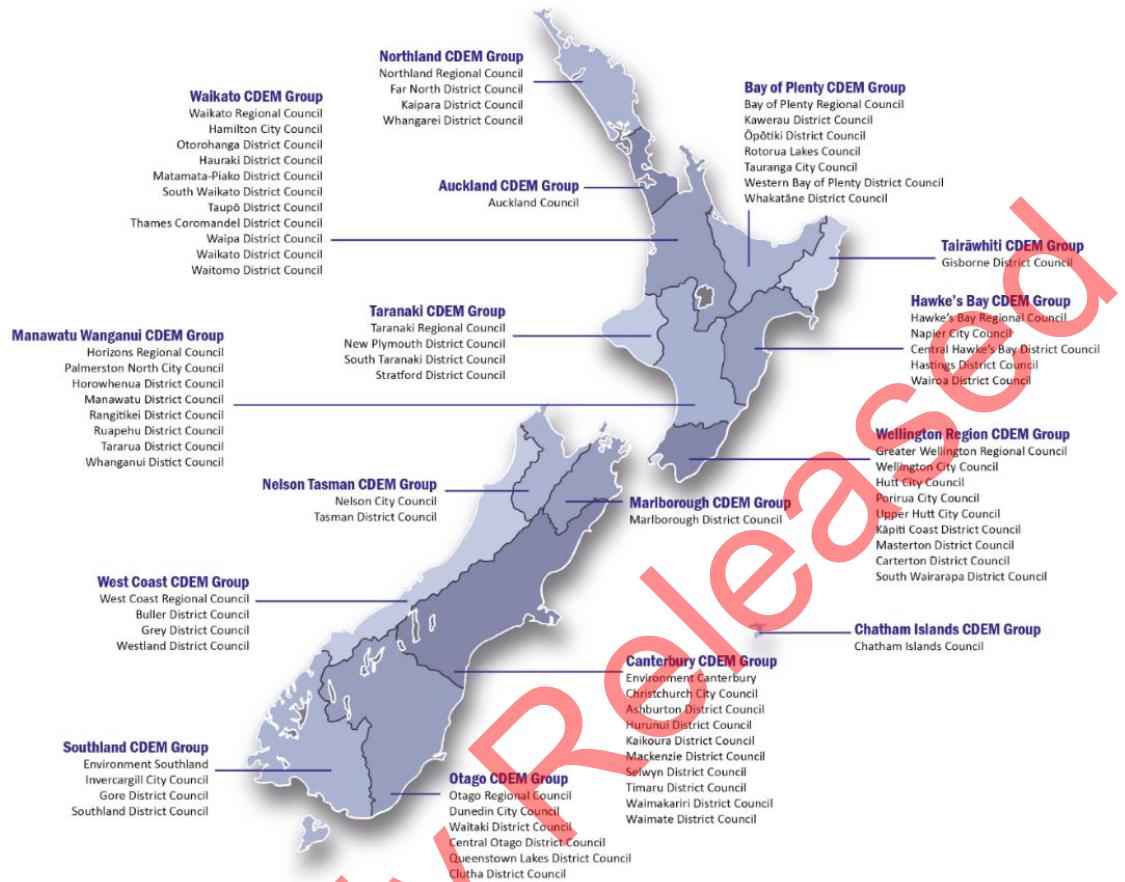 Northland CDEM Group
Northland Regional Council
Far North District Council
Kaipara District Council
Whangarei District Council
Waikato CDEM Group
Waikato Regional Council
Hamilton City Council
Otorohanga District Council
Hauraki District Council
Matamata-Piako District Council
South Waikato District Council
Taupō District Council
Thames Coromandel District Council
Waipa District Council
Waikato District Council
Waitomo District Council
Bay of Plenty CDEM Group
Bay of Plenty Regional Council
Kawerau District Council
Ōpōtiki District Council
Rotorua Lakes Council
Tauranga City Council
Western Bay of Plenty District Council
Whakatāne District Council
Auckland CDEM Group
Auckland Council
Tairāwhiti CDEM Group
Gisborne District Council
Taranaki CDEM Group
Taranaki Regional Council
New Plymouth District Council
South Taranaki District Council
Stratford District Council
Hawke's Bay CDEM Group
Hawke's Bay Regional Council
Napier City Council
Central Hawke's Bay District Council
Hastings District Council
Wairoa District Council
Manawatu Wanganui CDEM Group
Horizons Regional Council
Palmerston North City Council
Horowhenua District Council
Manawatu District Council
Rangitikei District Council
Ruapehu District Council
Tararua District Council
Whanganui Distict Council
Wellington Region CDEM Group
Greater Wellington Regional Council
Wellington City Council
Hutt City Council
Porirua City Council
Upper Hutt City Council
Kāpiti Coast District Council
Masterton District Council
Carterton District Council
South Wairarapa District Council
Nelson Tasman CDEM Group
Nelson City Council
Tasman District Council
Marlborough CDEM Group
Marlborough District Council
West Coast CDEM Group
West Coast Regional Council
Buller District Council
Grey District Council
Westland District Council
Chatham Islands CDEM Group
Chatham Islands Council
Canterbury CDEM Group
Environment Canterbury
Christchurch City Council
Ashburton District Council
Hurunui District Council
Kaikoura District Council
Mackenzie District Council
Selwyn District Council
Timaru District Council
Waimakariri District Council
Waimate District Council
Southland CDEM Group
Environment Southland
Invercargill City Council
Gore District Council
Southland District Council
Otago CDEM Group
Otago Regional Council
Dunedin City Council
Waitaki District Council
Central Otago District Council
Queenstown Lakes District Council
Clutha District Council
Released